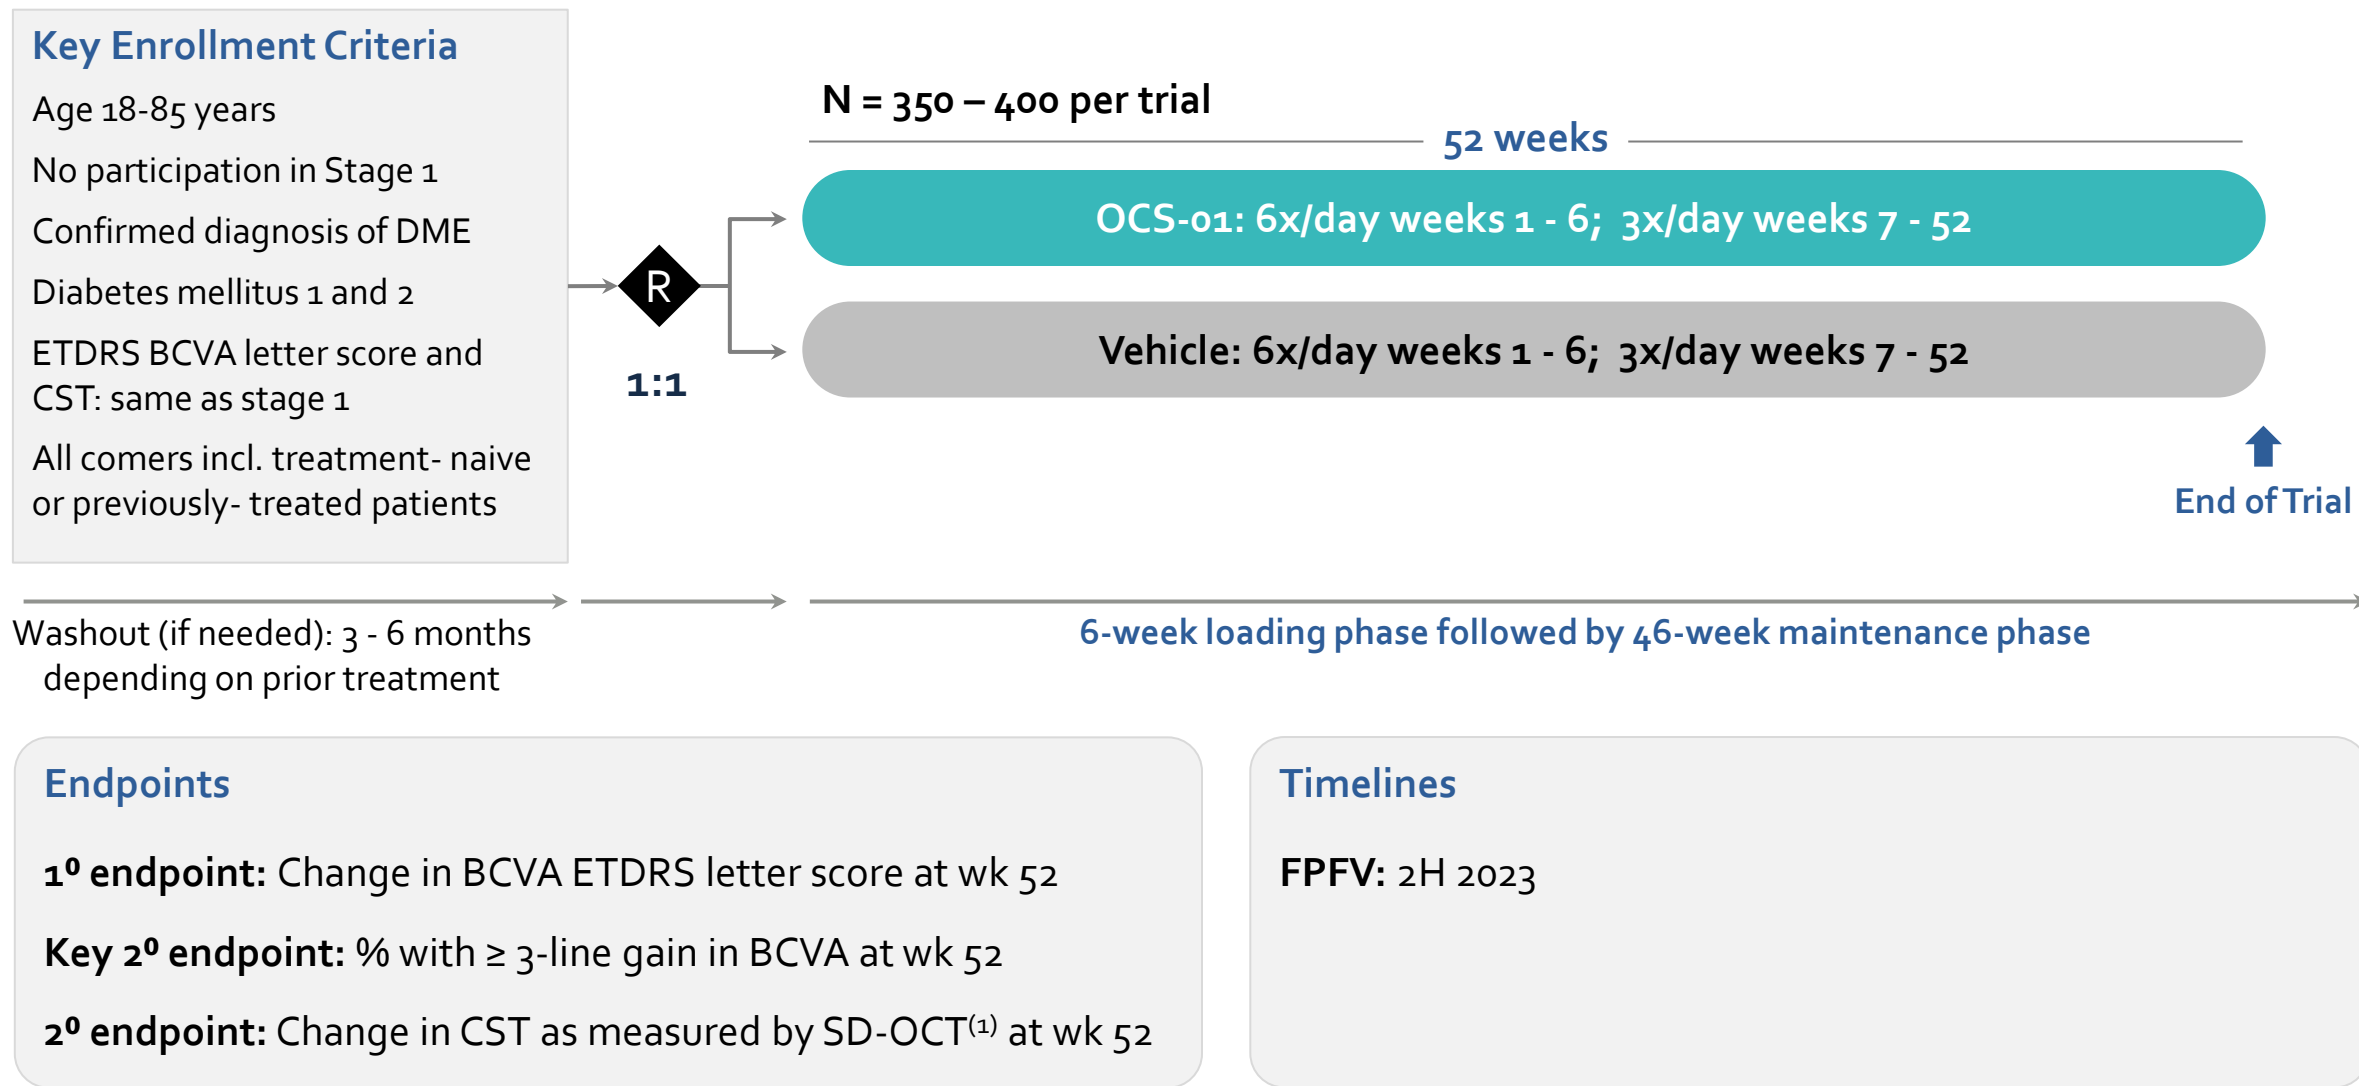 Key Enrollment Criteria
Age 18-85 years
No participation in Stage 1
Confirmed diagnosis of DME
Diabetes mellitus 1 and 2
ETDRS BCVA letter score and
CST: same as stage 1
All comers incl. treatment- naive
or previously- treated patients
R
1:1
N = 350 – 400 per trial
52 weeks
OCS-01: 6x/day weeks 1 - 6; 3x/day weeks 7 - 52
Vehicle: 6x/day weeks 1 - 6; 3x/day weeks 7 - 52
End of Trial
Washout (if needed): 3 - 6 months
depending on prior treatment
6-week loading phase followed by 46-week maintenance phase
Endpoints
1⁰ endpoint: Change in BCVA ETDRS letter score at wk 52
Key 2⁰ endpoint: % with ≥ 3-line gain in BCVA at wk 52
2⁰ endpoint: Change in CST as measured by SD-OCT⁽¹⁾ at wk 52
Timelines
FPFV: 2H 2023